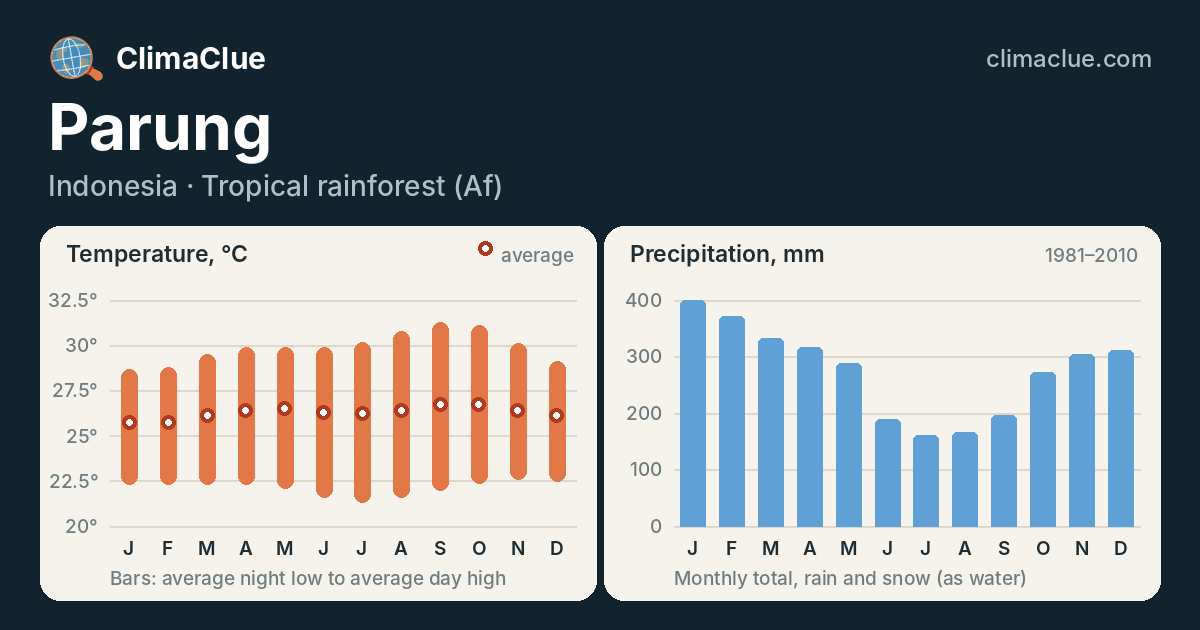 ClimaClue
climaclue.com
Parung
Indonesia · Tropical rainforest (Af)
Temperature, °C
average
32.5°
30°
27.5°
25°
22.5°
20°
J F M A M J J A S O N D
Bars: average night low to average day high
Precipitation, mm
1981–2010
400
300
200
100
0
J F M A M J J A S O N D
Monthly total, rain and snow (as water)